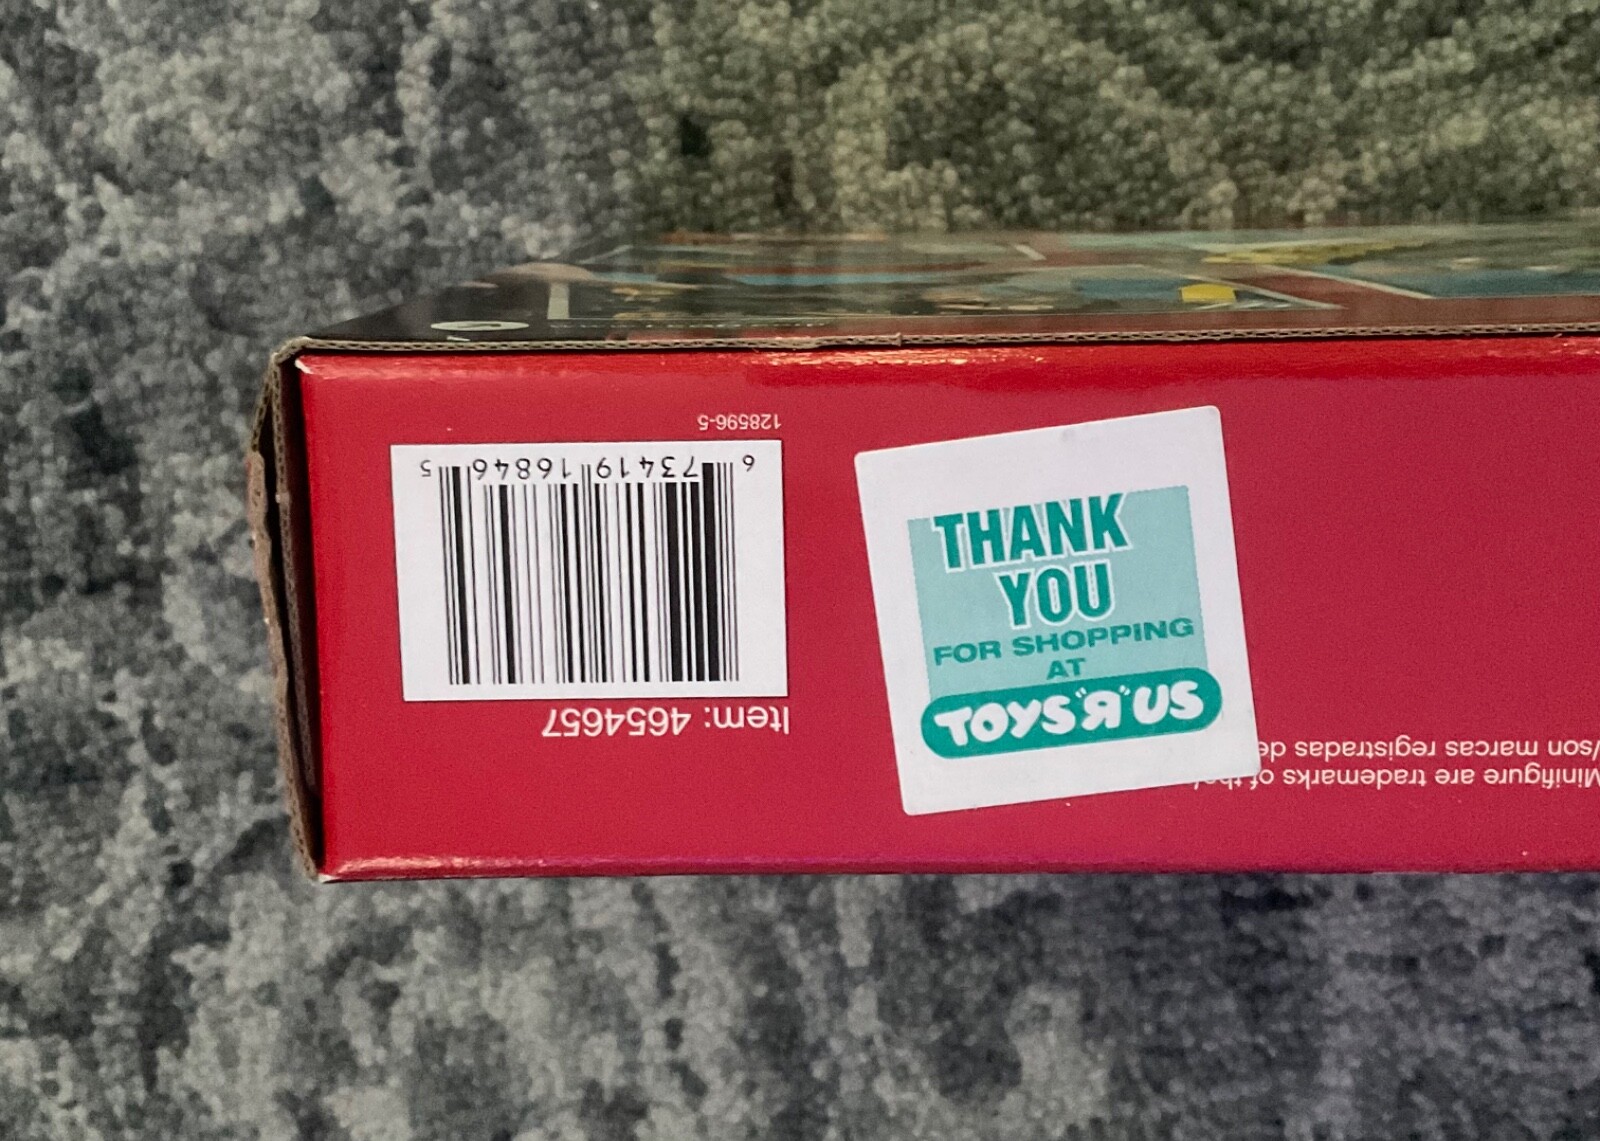 THANK
YOU
FOR SHOPPING
AT
TOYS"R"US
Minifigure are trademarks of the/
/son marcas registradas de
Item: 4654657
6 73419 16846 5
128596-5